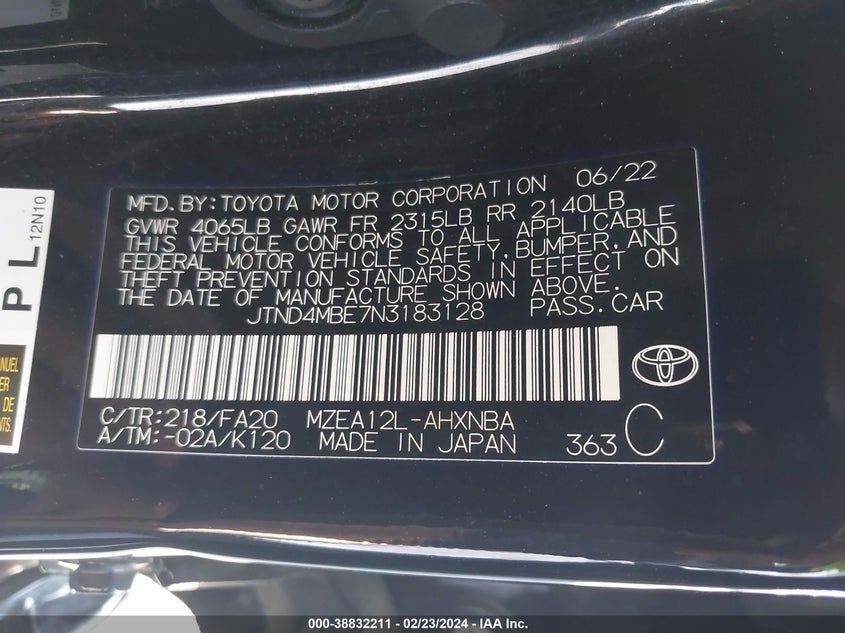 MFD.BY:TOYOTA MOTOR CORPORATION 06/22
GVWR 4065LB GAWR FR 2315LB RR 2140LB
THIS VEHICLE CONFORMS TO ALL APPLICABLE
FEDERAL MOTOR VEHICLE SAFETY,BUMPER,AND
THEFT PREVENTION STANDARDS IN EFFECT ON
THE DATE OF MANUFACTURE SHOWN ABOVE.
JTND4MBE7N3183128 PASS.CAR
C/TR:218/FA20 MZEA12L-AHXNBA
A/TM:-02A/K120 MADE IN JAPAN 363 C
P L
12N10
DE
000-38832211 - 02/23/2024 - IAA Inc.